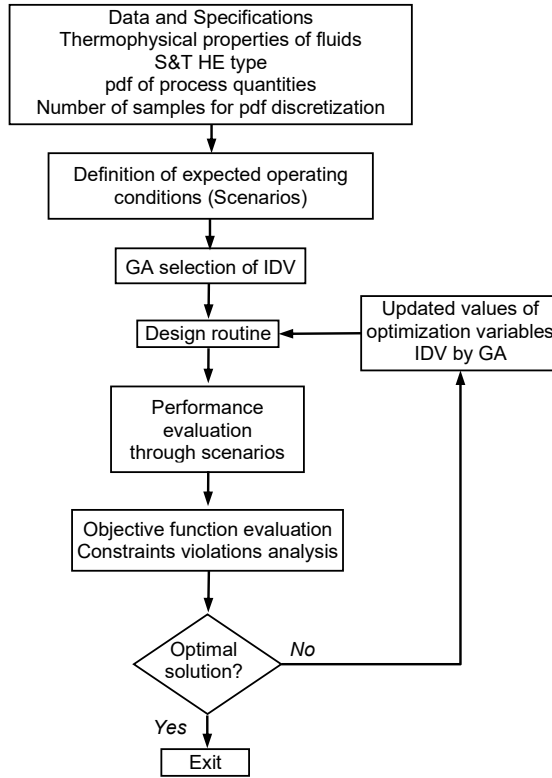 Data and Specifications
Thermophysical properties of fluids
S&T HE type
pdf of process quantities
Number of samples for pdf discretization
Definition of expected operating
conditions (Scenarios)
GA selection of IDV
Design routine
Updated values of
optimization variables
IDV by GA
Performance
evaluation
through scenarios
Objective function evaluation
Constraints violations analysis
Optimal
solution?
No
Yes
Exit